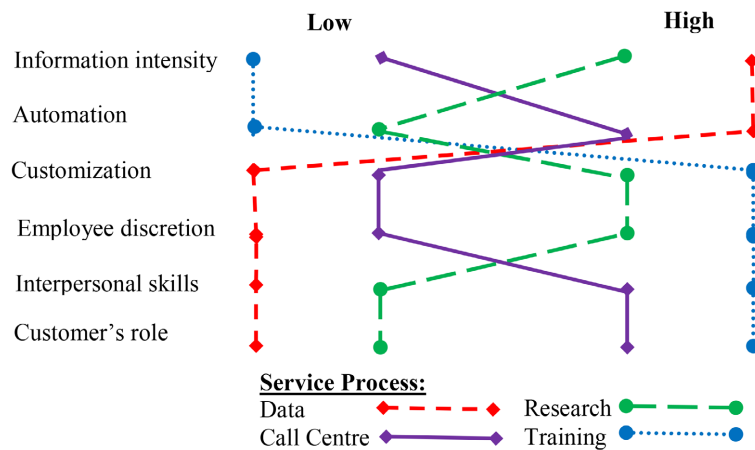 Low High
Information intensity
Automation
Customization
Employee discretion
Interpersonal skills
Customer’s role
Service Process:
Data Research
Call Centre Training